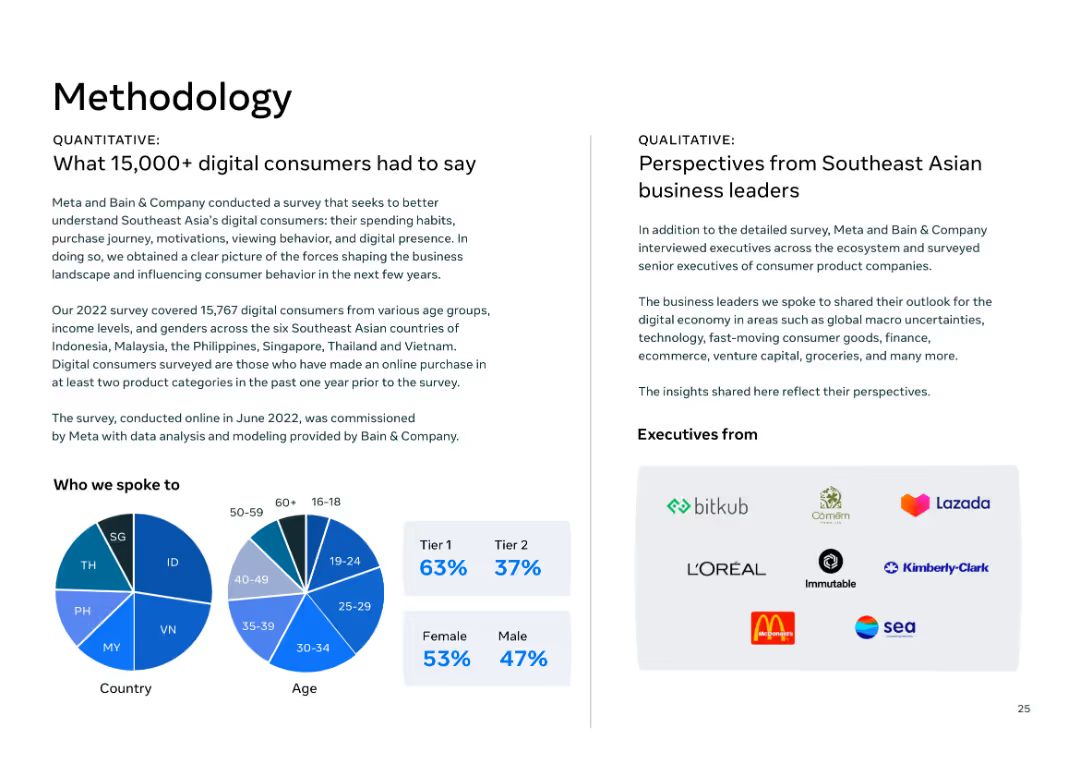 Methodology
QUANTITATIVE:
What 15,000+ digital consumers had to say
Meta and Bain & Company conducted a survey that seeks to better
understand Southeast Asia's digital consumers: their spending habits,
purchase journey, motivations, viewing behavior, and digital presence. In
doing so, we obtained a clear picture of the forces shaping the business
landscape and influencing consumer behavior in the next few years.
Our 2022 survey covered 15,767 digital consumers from various age groups,
income levels, and genders across the six Southeast Asian countries of
Indonesia, Malaysia, the Philippines, Singapore, Thailand and Vietnam.
Digital consumers surveyed are those who have made an online purchase in
at least two product categories in the past one year prior to the survey.
The survey, conducted online in June 2022, was commissioned
by Meta with data analysis and modeling provided by Bain & Company.
Who we spoke to
SG
ID
TH
PH
VN
MY
Country
60+
16-18
50-59
19-24
40-49
25-29
35-39
30-34
Age
Tier 1 Tier 2
63% 37%
Female Male
53% 47%
QUALITATIVE:
Perspectives from Southeast Asian
business leaders
In addition to the detailed survey, Meta and Bain & Company
interviewed executives across the ecosystem and surveyed
senior executives of consumer product companies.
The business leaders we spoke to shared their outlook for the
digital economy in areas such as global macro uncertainties,
technology, fast-moving consumer goods, finance,
ecommerce, venture capital, groceries, and many more.
The insights shared here reflect their perspectives.
Executives from
bitkub
Cỏ mềm
Lazada
L'ORÉAL
Immutable
Kimberly-Clark
McDonald's
sea
25